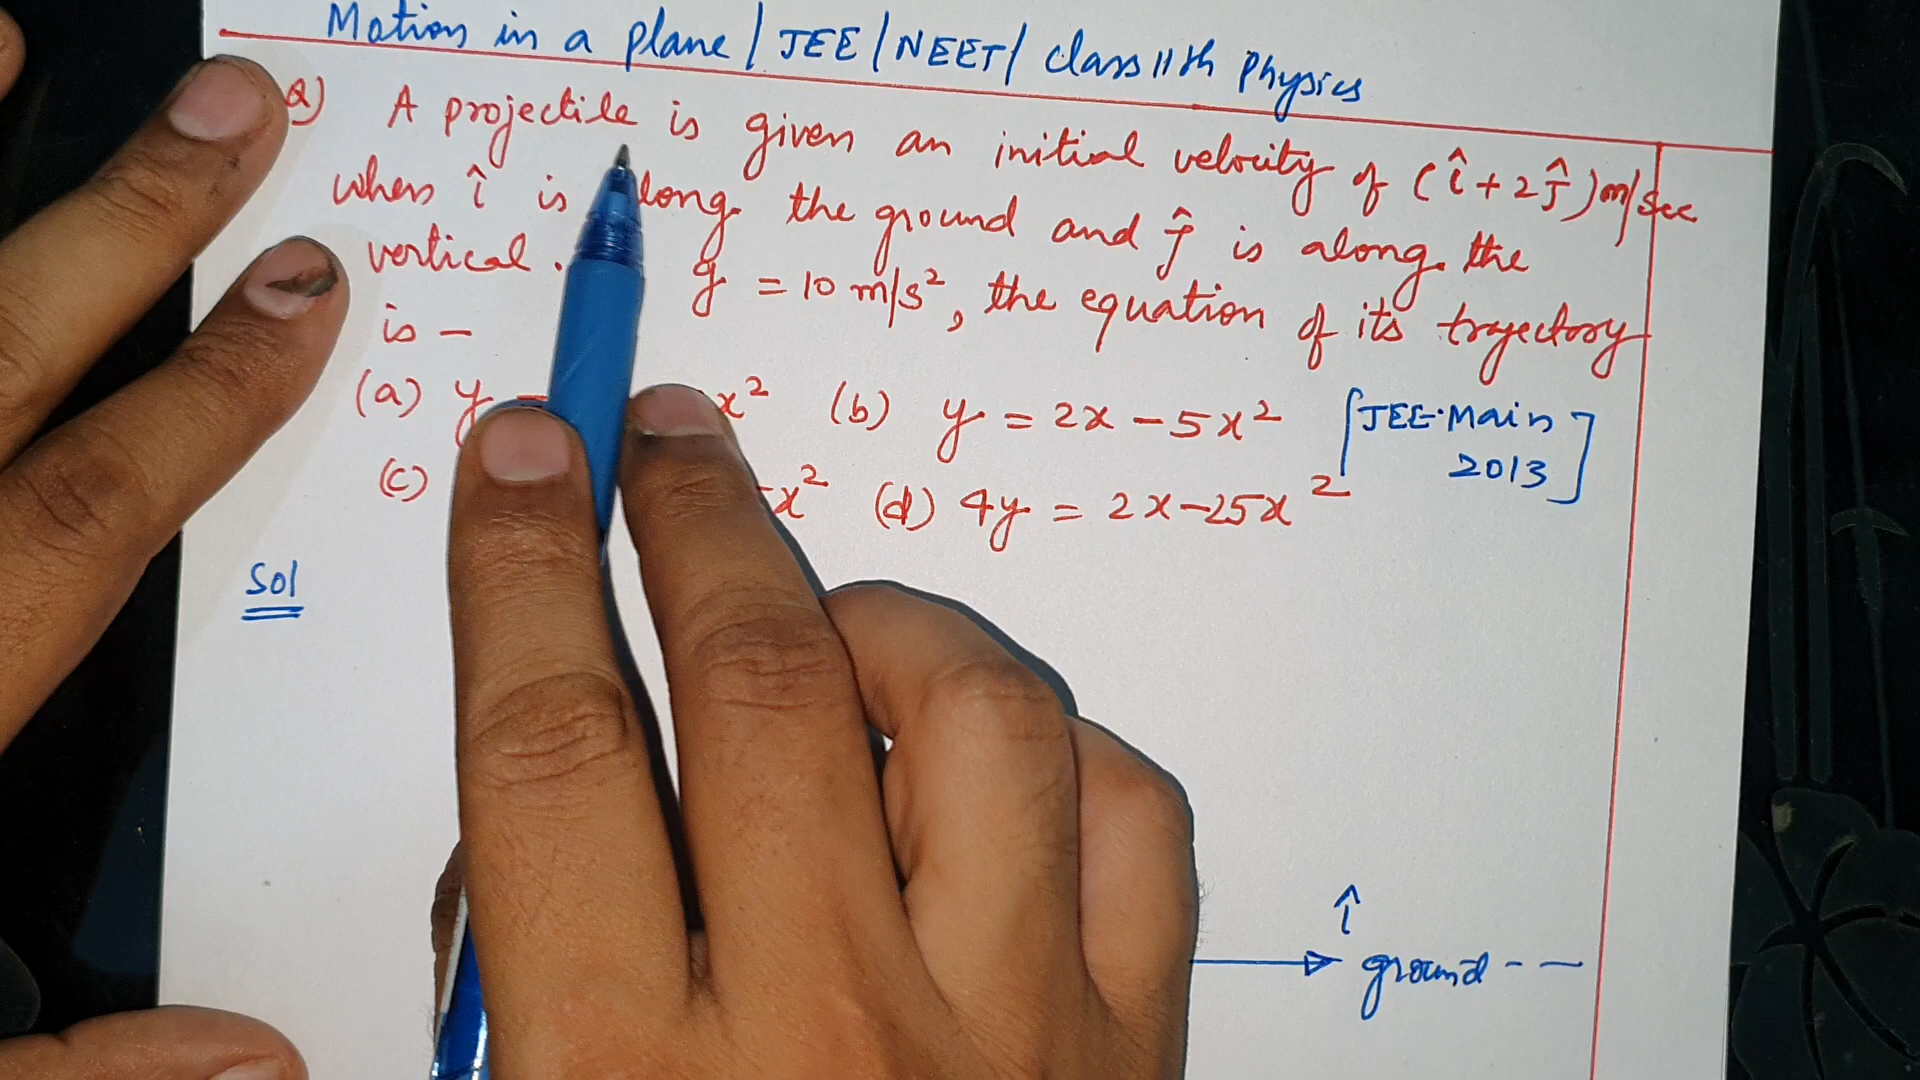 Motion in a plane / JEE / NEET / class 11th Physics
Q) A projectile is given an initial velocity of (î + 2ĵ) m/sec
when î is along the ground and ĵ is along the
vertical. g = 10 m/s², the equation of its trajectory
is –
(a) y x² (b) y = 2x - 5x² [JEE-Main
2013]
(c) x² (d) 4y = 2x - 25x²
Sol
î
ground - -